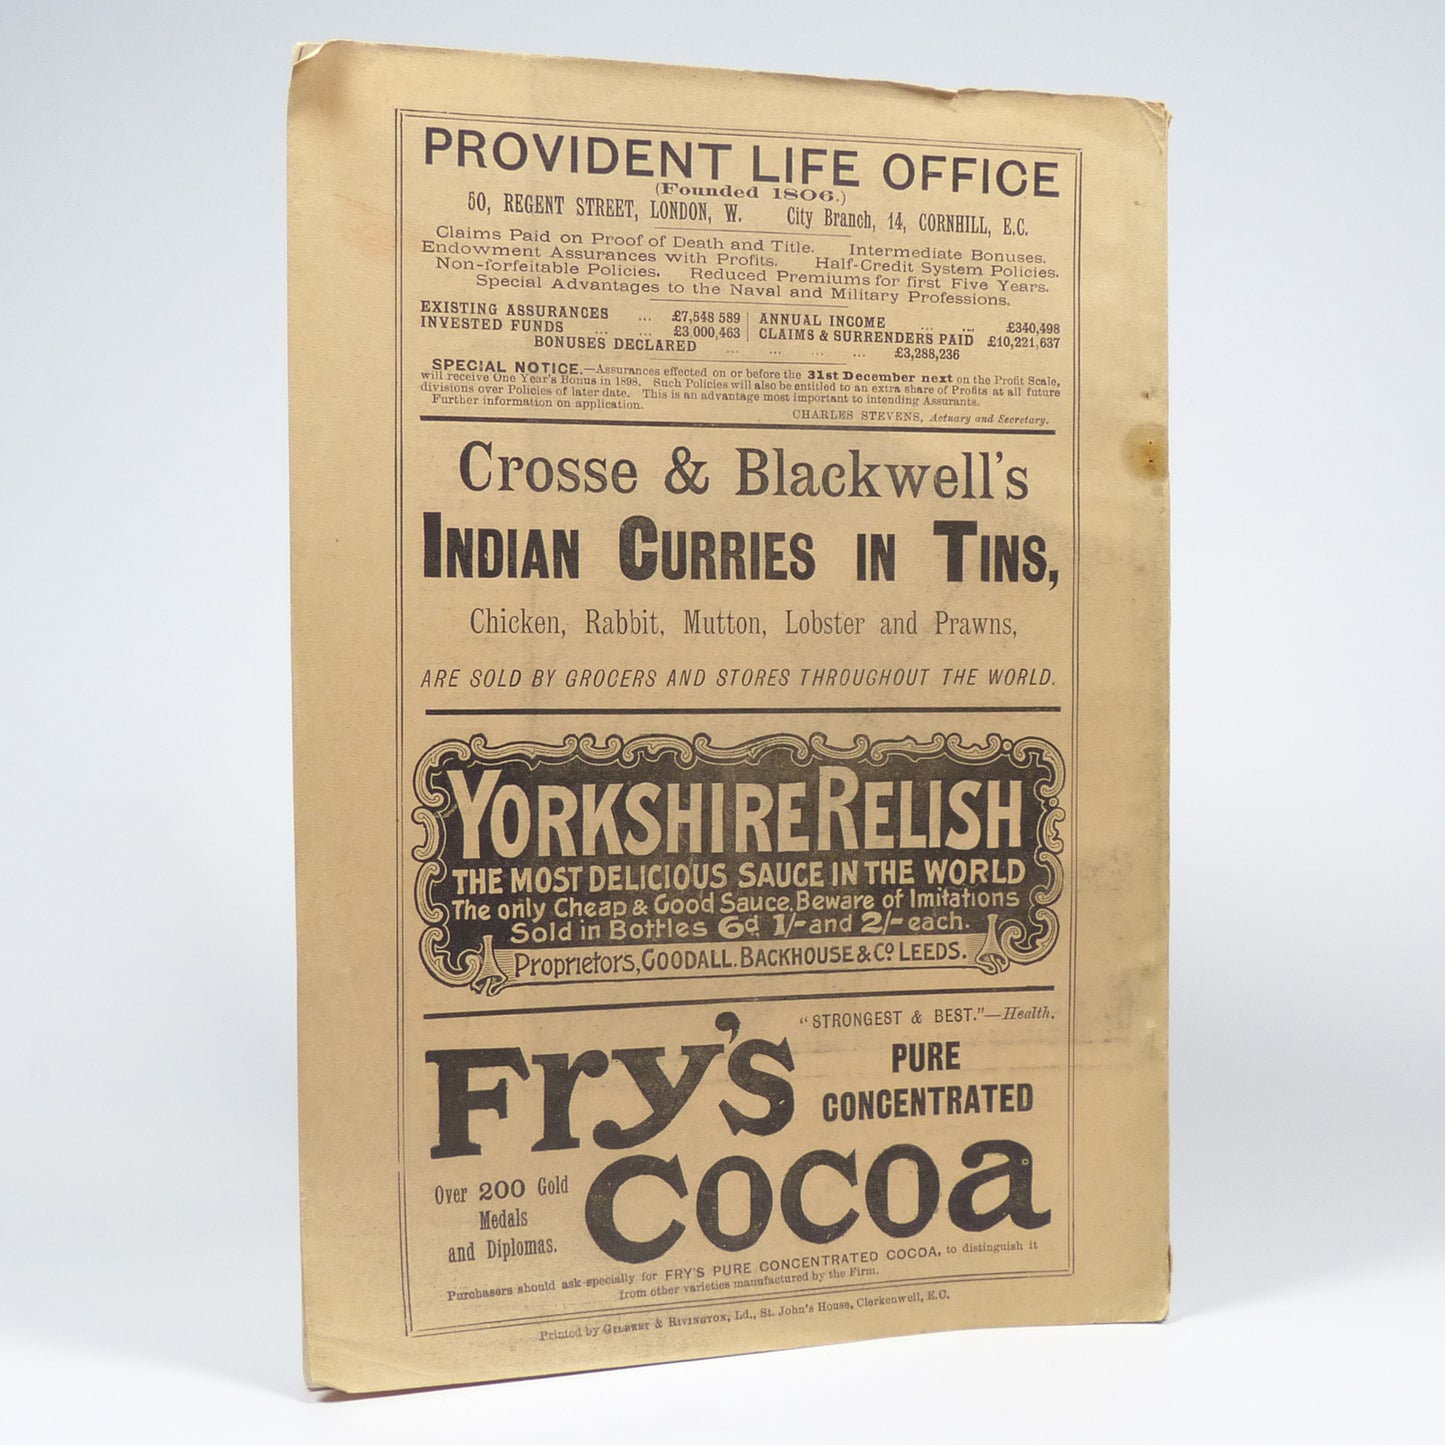 PROVIDENT LIFE OFFICE
(Founded 1806.)
50, REGENT STREET, LONDON, W. City Branch, 14, CORNHILL, E.C.
Claims Paid on Proof of Death and Title. Intermediate Bonuses.
Endowment Assurances with Profits. Half-Credit System Policies.
Non-forfeitable Policies. Reduced Premiums for first Five Years.
Special Advantages to the Naval and Military Professions.
EXISTING ASSURANCES ... £7,548 589 | ANNUAL INCOME ... ... £340,498
INVESTED FUNDS ... ... £3 000,463 | CLAIMS & SURRENDERS PAID £10,221,637
BONUSES DECLARED ... ... ... ... £3,288,236
SPECIAL NOTICE.—Assurances effected on or before the 31st December next on the Profit Scale,
will receive One Year's Bonus in 1898. Such Policies will also be entitled to an extra share of Profits at all future
divisions over Policies of later date. This is an advantage most important to intending Assurants.
Further information on application.
CHARLES STEVENS, Actuary and Secretary.
Crosse & Blackwell's
INDIAN CURRIES IN TINS,
Chicken, Rabbit, Mutton, Lobster and Prawns,
ARE SOLD BY GROCERS AND STORES THROUGHOUT THE WORLD.
YORKSHIRE RELISH
THE MOST DELICIOUS SAUCE IN THE WORLD
The only Cheap & Good Sauce. Beware of Imitations
Sold in Bottles 6d 1/- and 2/- each.
Proprietors, GOODALL. BACKHOUSE & Co. LEEDS.
"STRONGEST & BEST."—Health.
Fry's
PURE
CONCENTRATED
Cocoa
Over 200 Gold
Medals
and Diplomas.
Purchasers should ask specially for FRY'S PURE CONCENTRATED COCOA, to distinguish it
from other varieties manufactured by the Firm.
Printed by GILBERT & RIVINGTON, Ld., St. John's House, Clerkenwell, E.C.